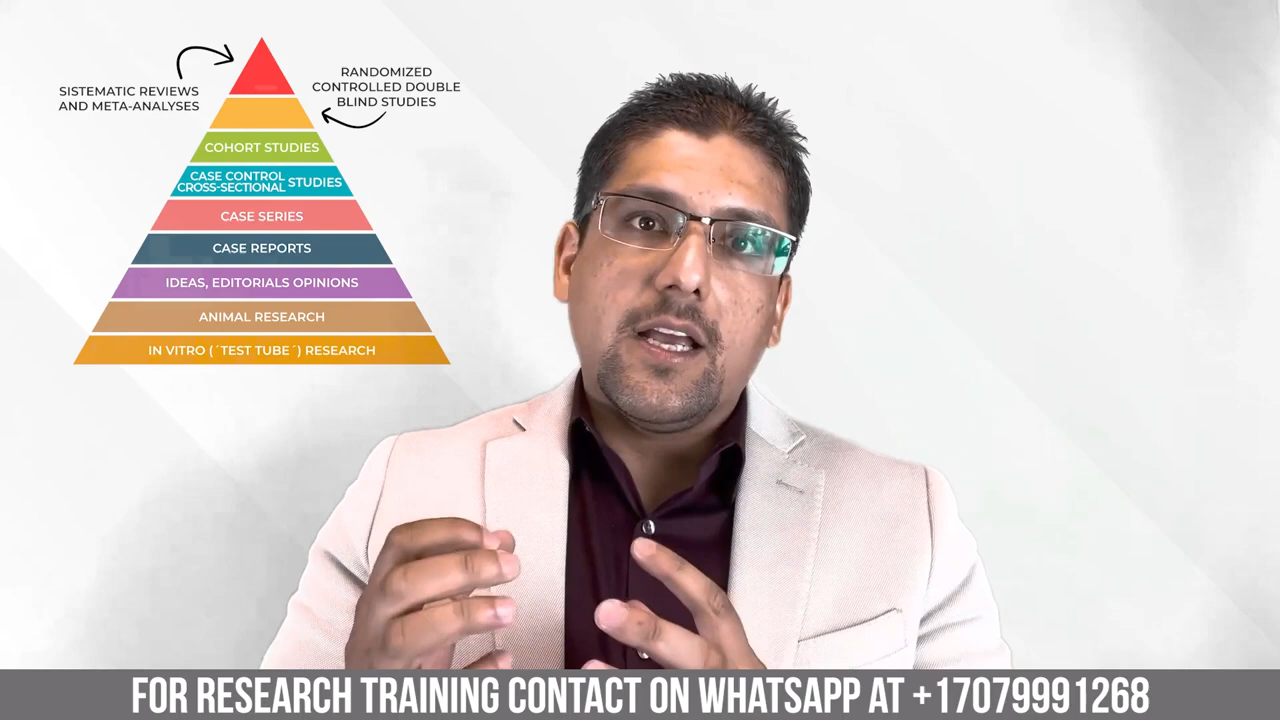 SISTEMATIC REVIEWS
AND META-ANALYSES
RANDOMIZED
CONTROLLED DOUBLE
BLIND STUDIES
COHORT STUDIES
CASE CONTROL
CROSS-SECTIONAL STUDIES
CASE SERIES
CASE REPORTS
IDEAS, EDITORIALS OPINIONS
ANIMAL RESEARCH
IN VITRO (´TEST TUBE´) RESEARCH
FOR RESEARCH TRAINING CONTACT ON WHATSAPP AT +17079991268